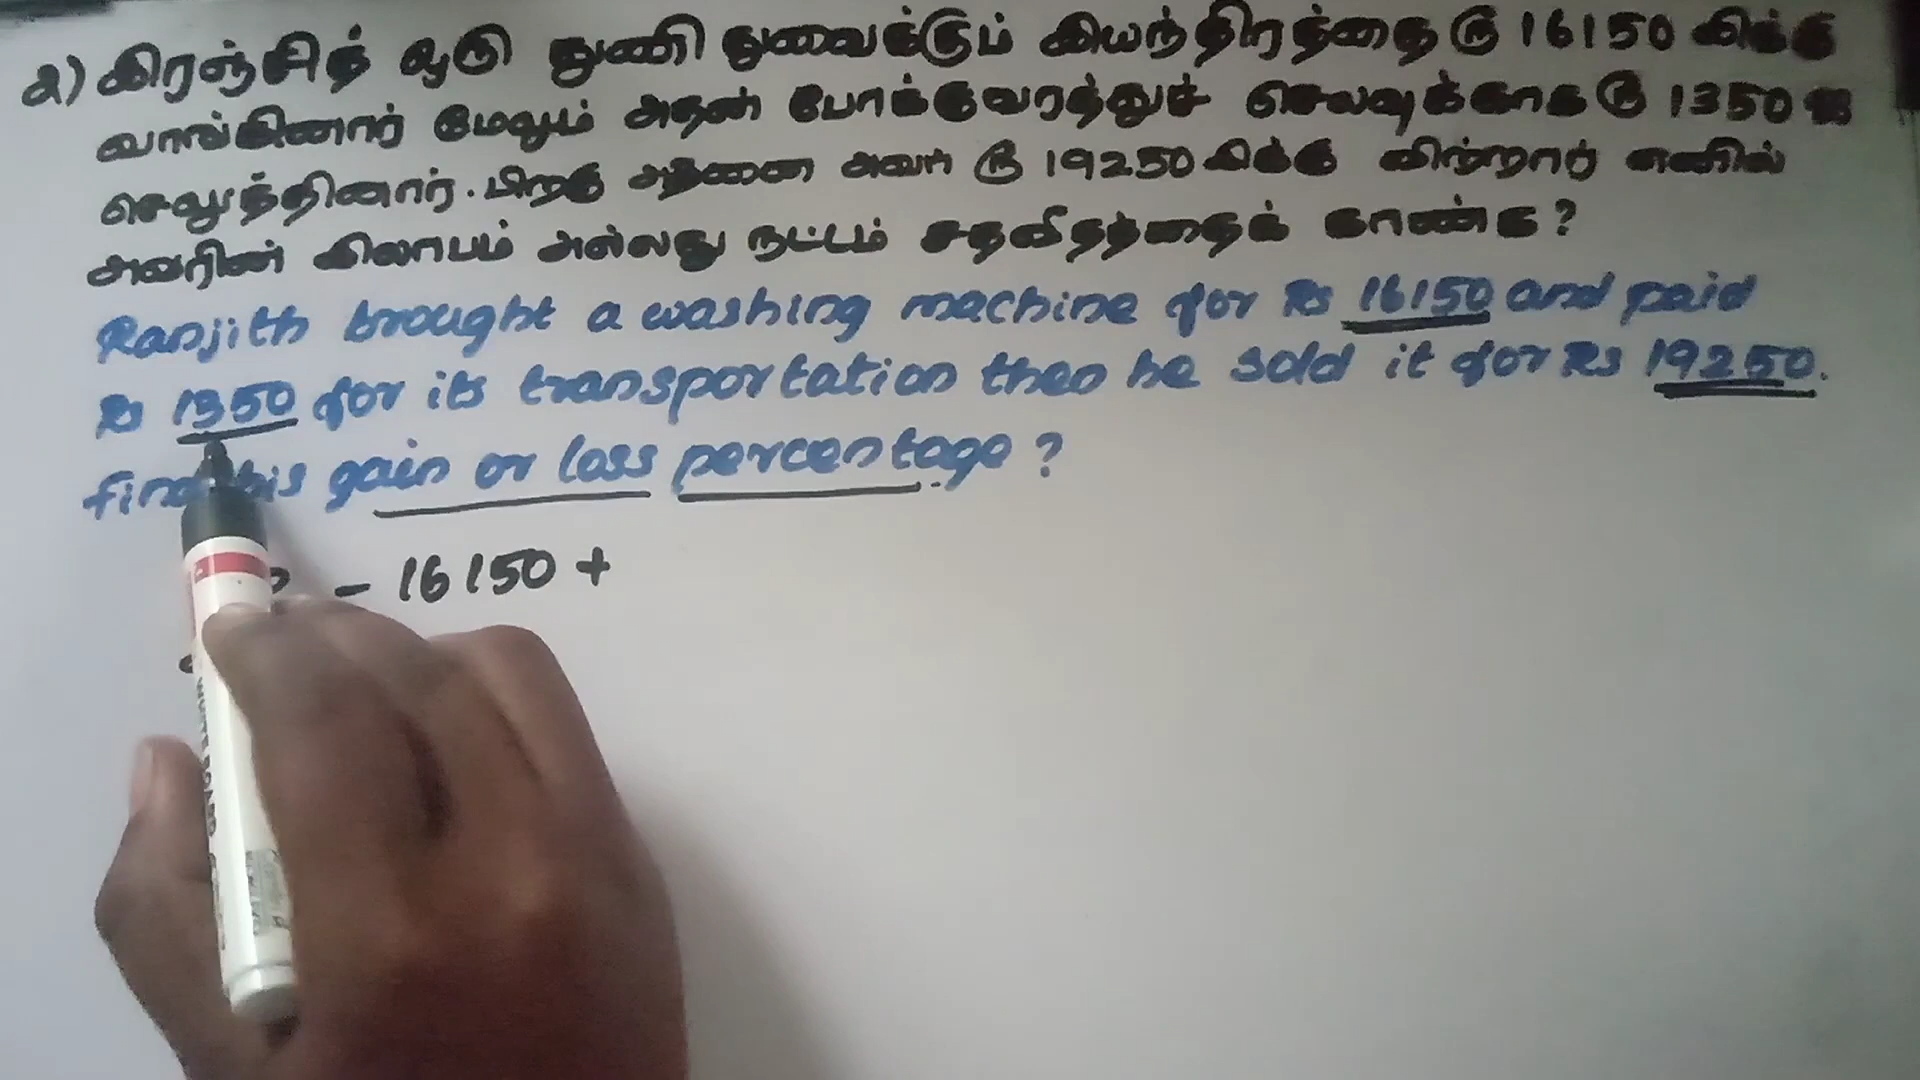 2) இரஞ்சித் ஒரு துணி துவைக்கும் இயந்திரத்தை ரூ 16150 க்கு
வாங்கினார் மேலும் அதன் போக்குவரத்துச் செலவுக்காக ரூ 1350 ஐ
செலுத்தினார். பிறகு அதனை அவர் ரூ 19250 க்கு விற்றார் எனில்
அவரின் இலாபம் அல்லது நட்டம் சதவீதத்தைக் காண்க?
Ranjith brought a washing machine for Rs 16150 and paid
Rs 1350 for its transportation then he sold it for Rs 19250.
find his gain or loss percentage?
- 16150 +